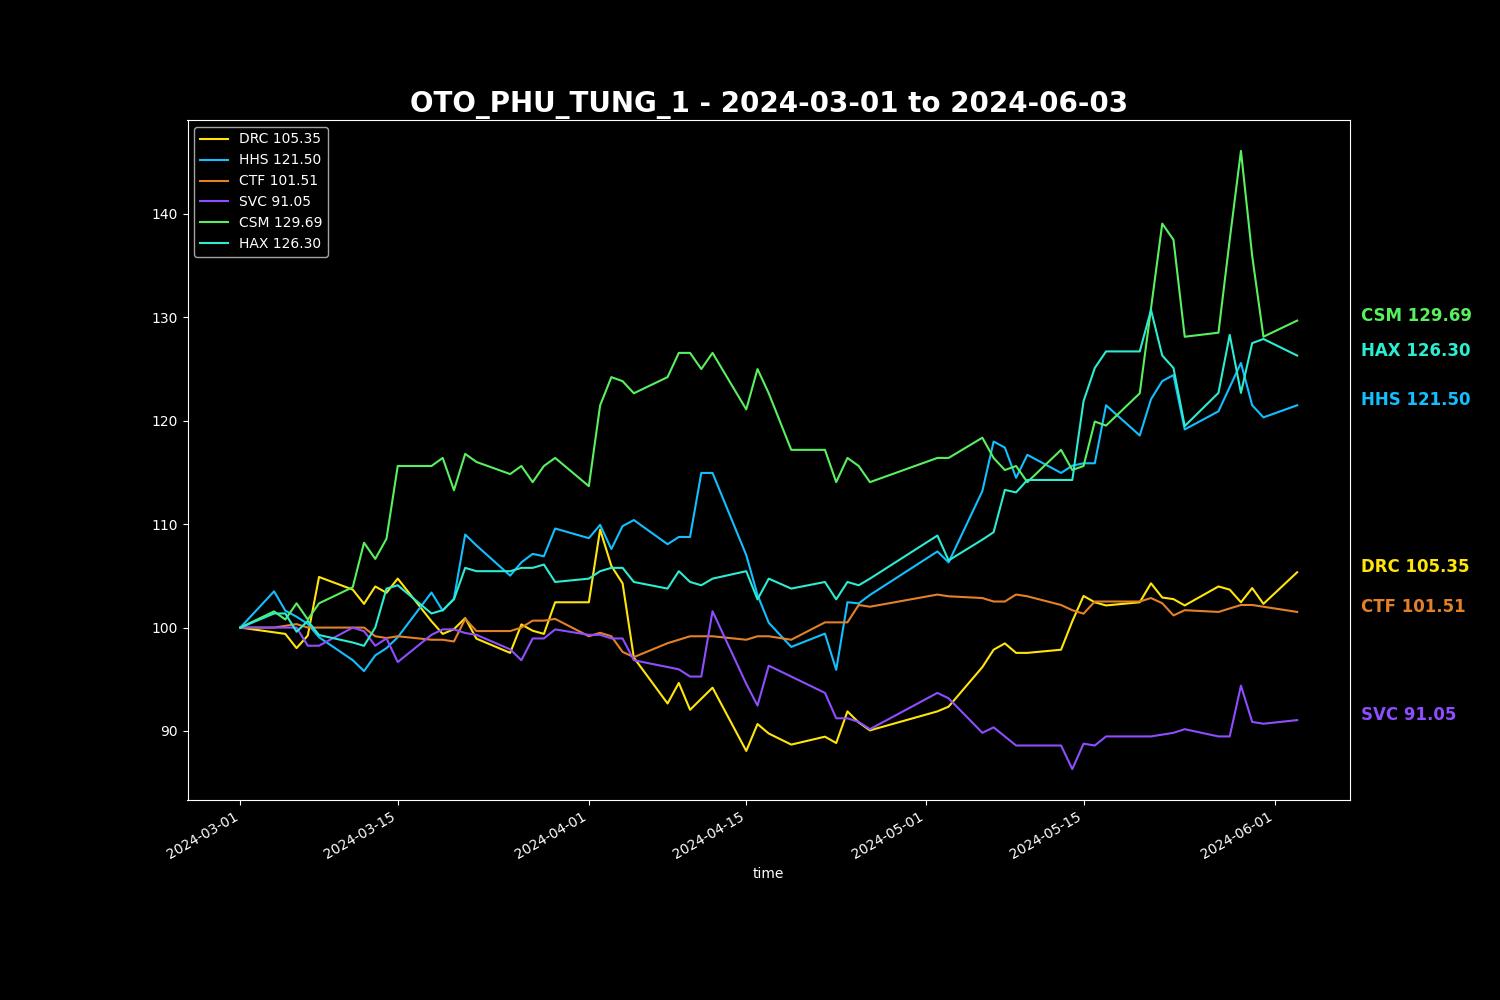 OTO_PHU_TUNG_1 - 2024-03-01 to 2024-06-03
DRC 105.35
HHS 121.50
CTF 101.51
SVC 91.05
CSM 129.69
HAX 126.30
140
130
120
110
100
90
CSM 129.69
HAX 126.30
HHS 121.50
DRC 105.35
CTF 101.51
SVC 91.05
2024-03-01
2024-03-15
2024-04-01
2024-04-15
2024-05-01
2024-05-15
2024-06-01
time